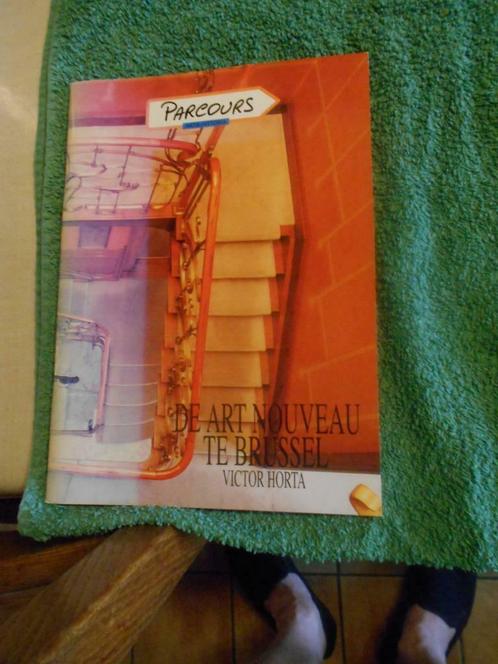 PARCOURS
DE ART NOUVEAU
TE BRUSSEL
VICTOR HORTA